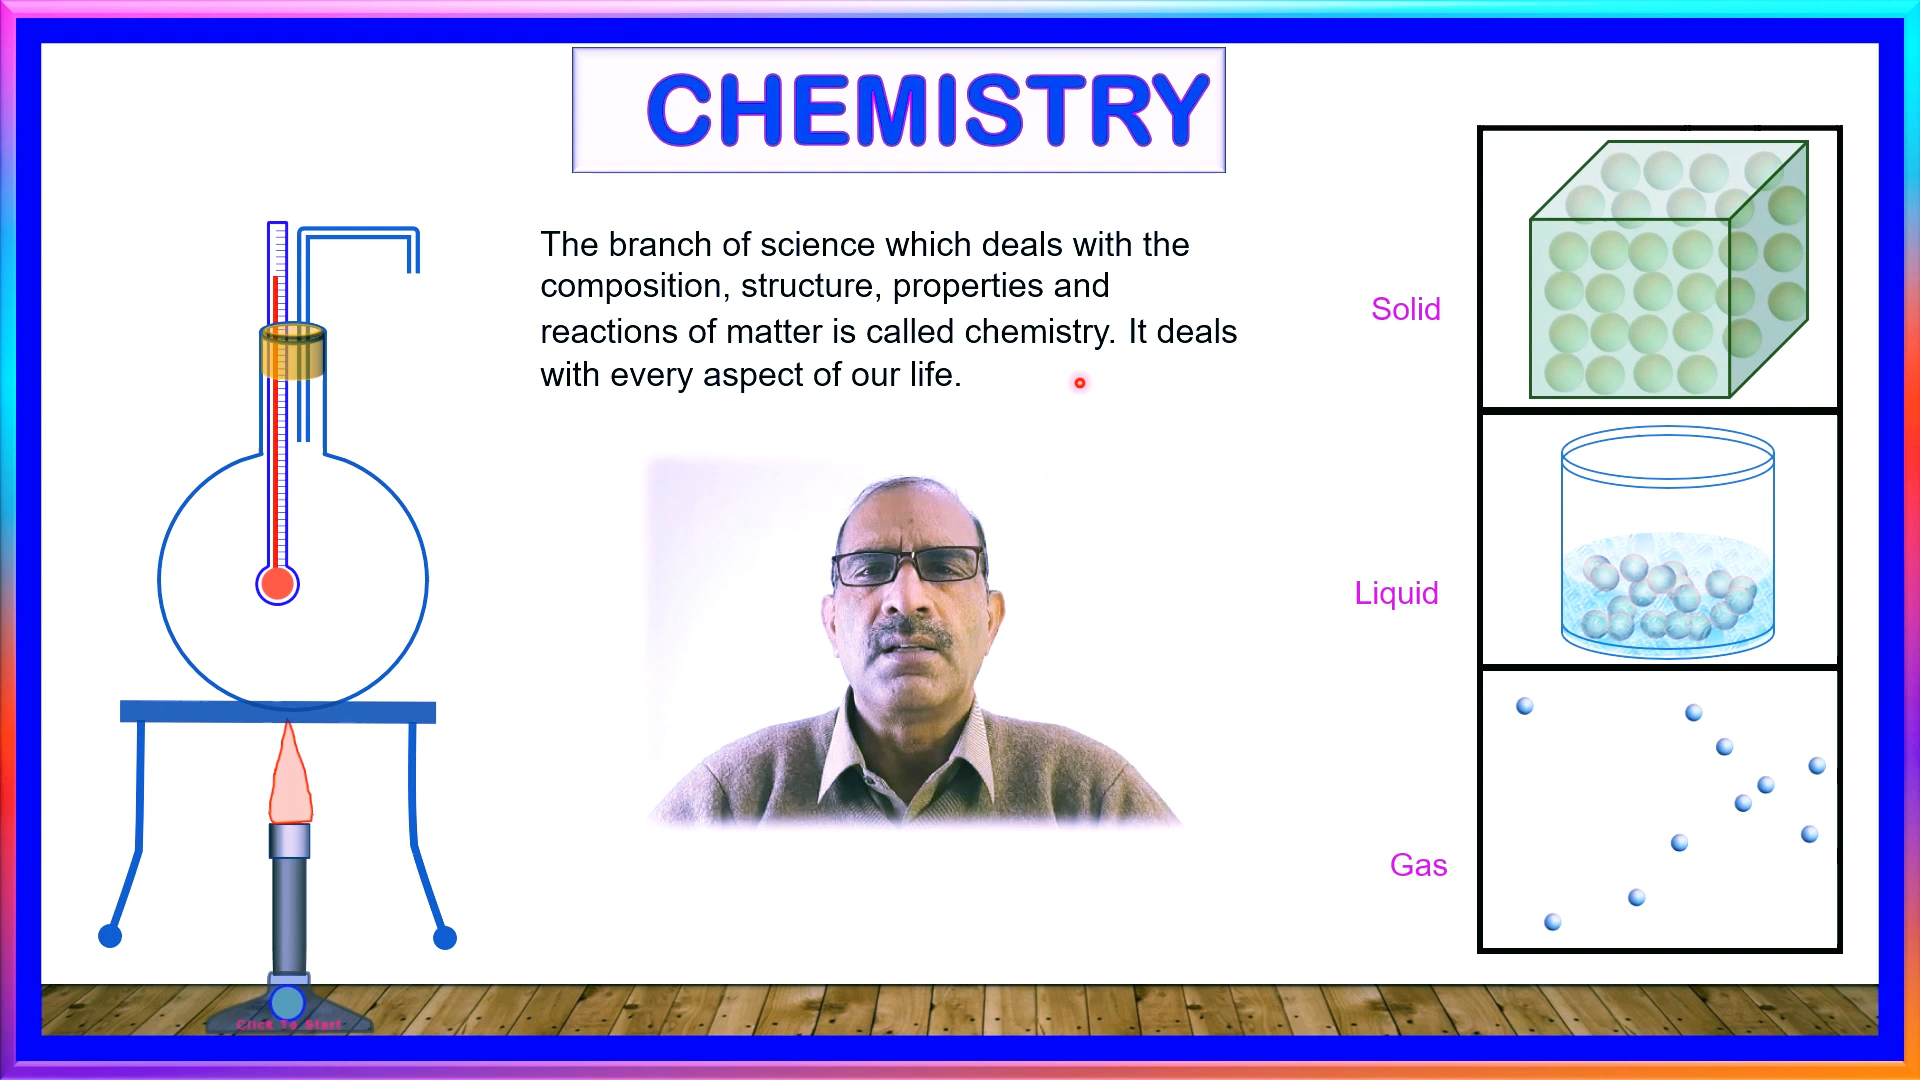 CHEMISTRY
The branch of science which deals with the
composition, structure, properties and
reactions of matter is called chemistry. It deals
with every aspect of our life.
Solid
Liquid
Gas
Click To Start